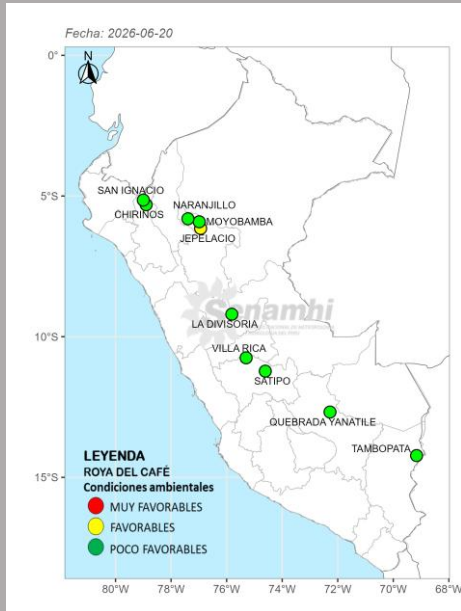 Fecha: 2026-06-20
N
0°
5°S
10°S
15°S
SAN IGNACIO
CHIRINOS
NARANJILLO
MOYOBAMBA
JEPELACIO
Senamhi
LA DIVISORIA
VILLA RICA
SATIPO
QUEBRADA YANATILE
TAMBOPATA
LEYENDA
ROYA DEL CAFÉ
Condiciones ambientales
MUY FAVORABLES
FAVORABLES
POCO FAVORABLES
80°W 78°W 76°W 74°W 72°W 70°W 68°W